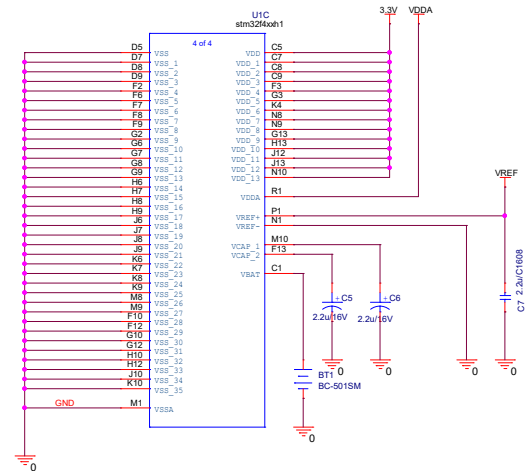 U1C
stm32f4xxh1
3.3V VDDA
4 of 4
D5 VSS VDD C5
D7 VSS_1 VDD_1 C7
D8 VSS_2 VDD_2 C8
D9 VSS_3 VDD_3 C9
F2 VSS_4 VDD_4 F3
F6 VSS_5 VDD_5 G3
F7 VSS_6 VDD_6 K4
F8 VSS_7 VDD_7 N8
F9 VSS_8 VDD_8 N9
G2 VSS_9 VDD_9 G13
G6 VSS_10 VDD_10 H13
G7 VSS_11 VDD_11 J12
G8 VSS_12 VDD_12 J13
G9 VSS_13 VDD_13 N10
H6 VSS_14
H7 VSS_15 VDDA R1
H8 VSS_16
H9 VSS_17 VREF+ P1 VREF
J6 VSS_18 VREF- N1
J7 VSS_19
J8 VSS_20 VCAP_1 M10
J9 VSS_21 VCAP_2 F13
K6 VSS_22
K7 VSS_23 VBAT C1
K8 VSS_24
K9 VSS_25
M8 VSS_26
M9 VSS_27
F10 VSS_28
F12 VSS_29
G10 VSS_30
G12 VSS_31
H10 VSS_32
H12 VSS_33
J10 VSS_34
K10 VSS_35
GND M1 VSSA
+ C5
2.2u/16V
+ C6
2.2u/16V
C7 2.2u/C1608
BT1
BC-501SM
0
0
0
0
0
0